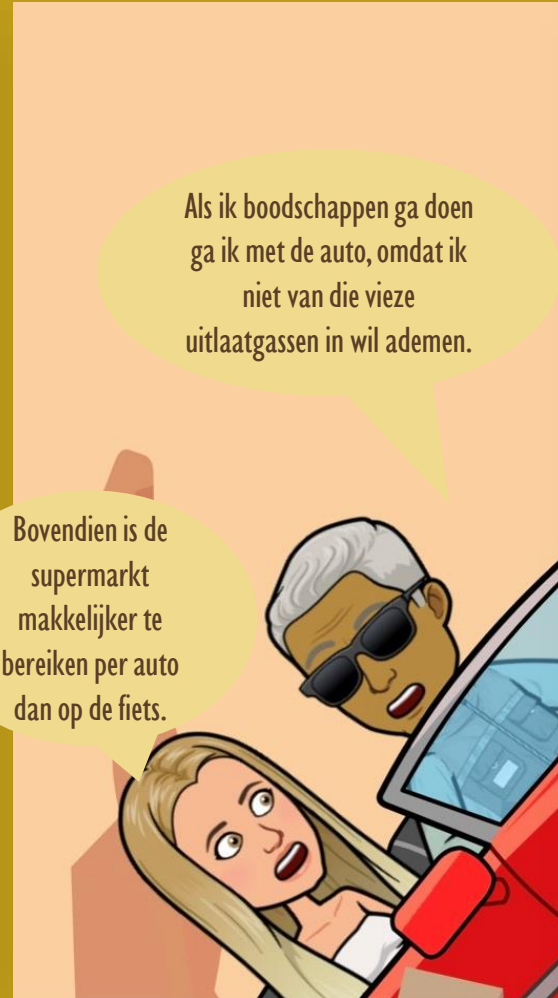 Als ik boodschappen ga doen
ga ik met de auto, omdat ik
niet van die vieze
uitlaatgassen in wil ademen.
Bovendien is de
supermarkt
makkelijker te
bereiken per auto
dan op de fiets.